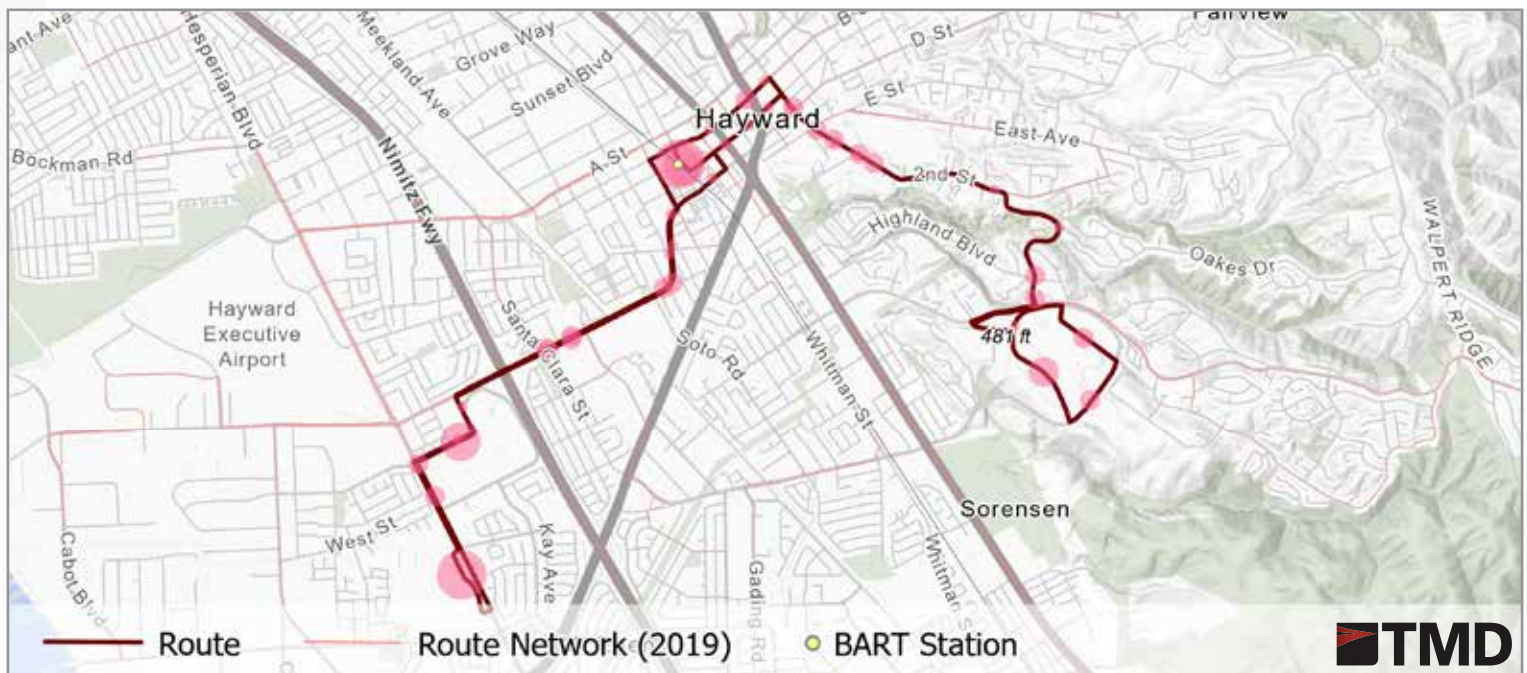 Fairview
ant Ave
Hesperian Blvd
Meekland Ave
Grove Way
D St
Sunset Blvd
E St
Hayward
East Ave
Bockman Rd
Nimitz Fwy
A St
2nd St
Highland Blvd
Oakes Dr
WALPERT RIDGE
Hayward
Executive
Airport
Santa Clara St
Soto Rd
481 ft
Whitman St
Sorensen
West St
Kay Ave
Cabot Blvd
Gading Rd
Whitman S
Route
Route Network (2019)
BART Station
TMD